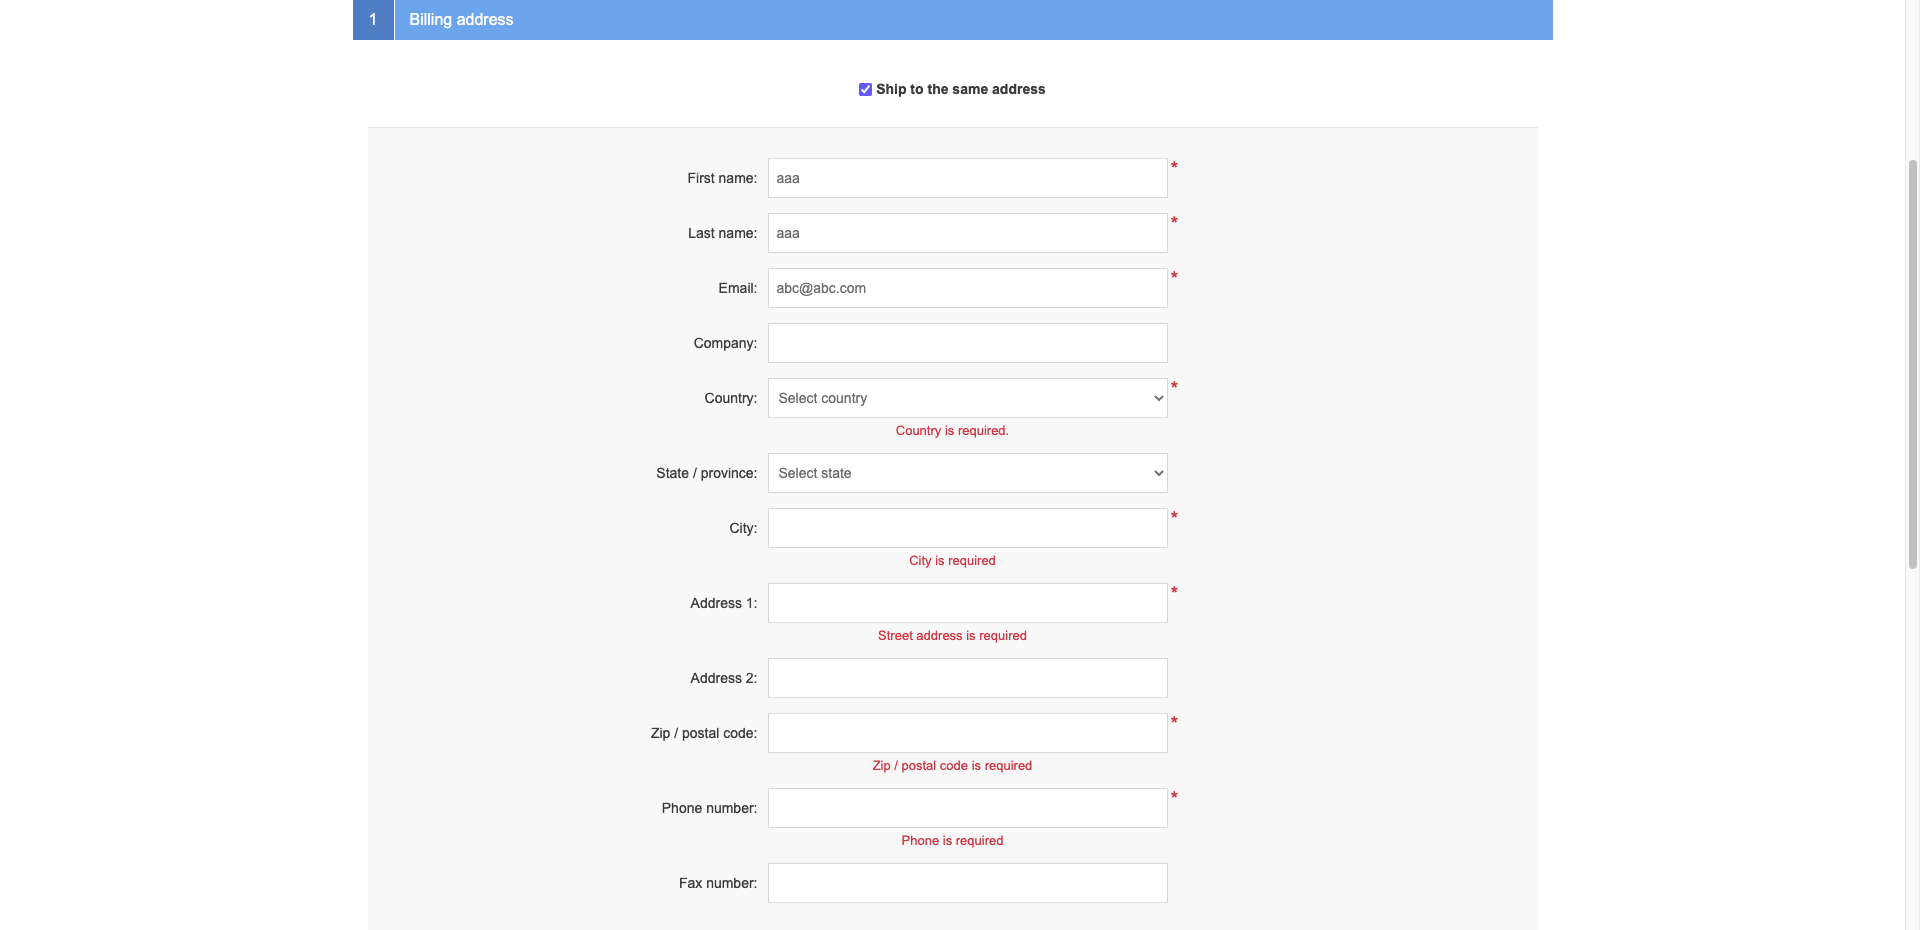 1 Billing address
Ship to the same address
First name: aaa *
Last name: aaa *
Email: abc@abc.com *
Company:
Country: Select country *
Country is required.
State / province: Select state
City: *
City is required
Address 1: *
Street address is required
Address 2:
Zip / postal code: *
Zip / postal code is required
Phone number: *
Phone is required
Fax number: